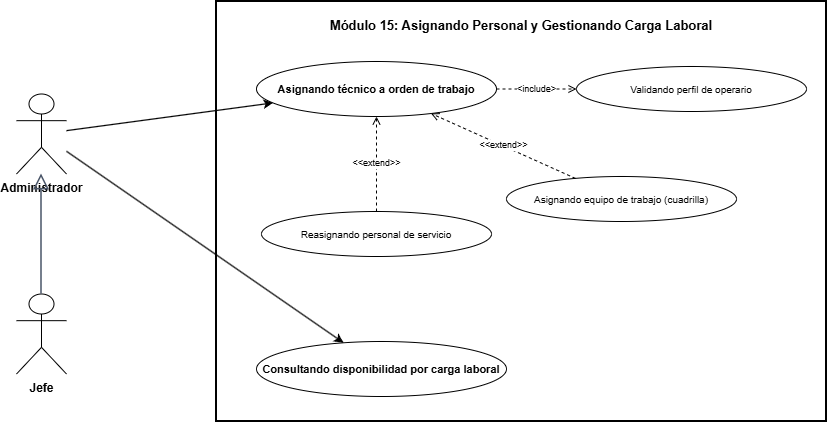 Módulo 15: Asignando Personal y Gestionando Carga Laboral
Asignando técnico a orden de trabajo
<include>
Validando perfil de operario
<<extend>>
<<extend>>
Administrador
Asignando equipo de trabajo (cuadrilla)
Reasignando personal de servicio
Consultando disponibilidad por carga laboral
Jefe